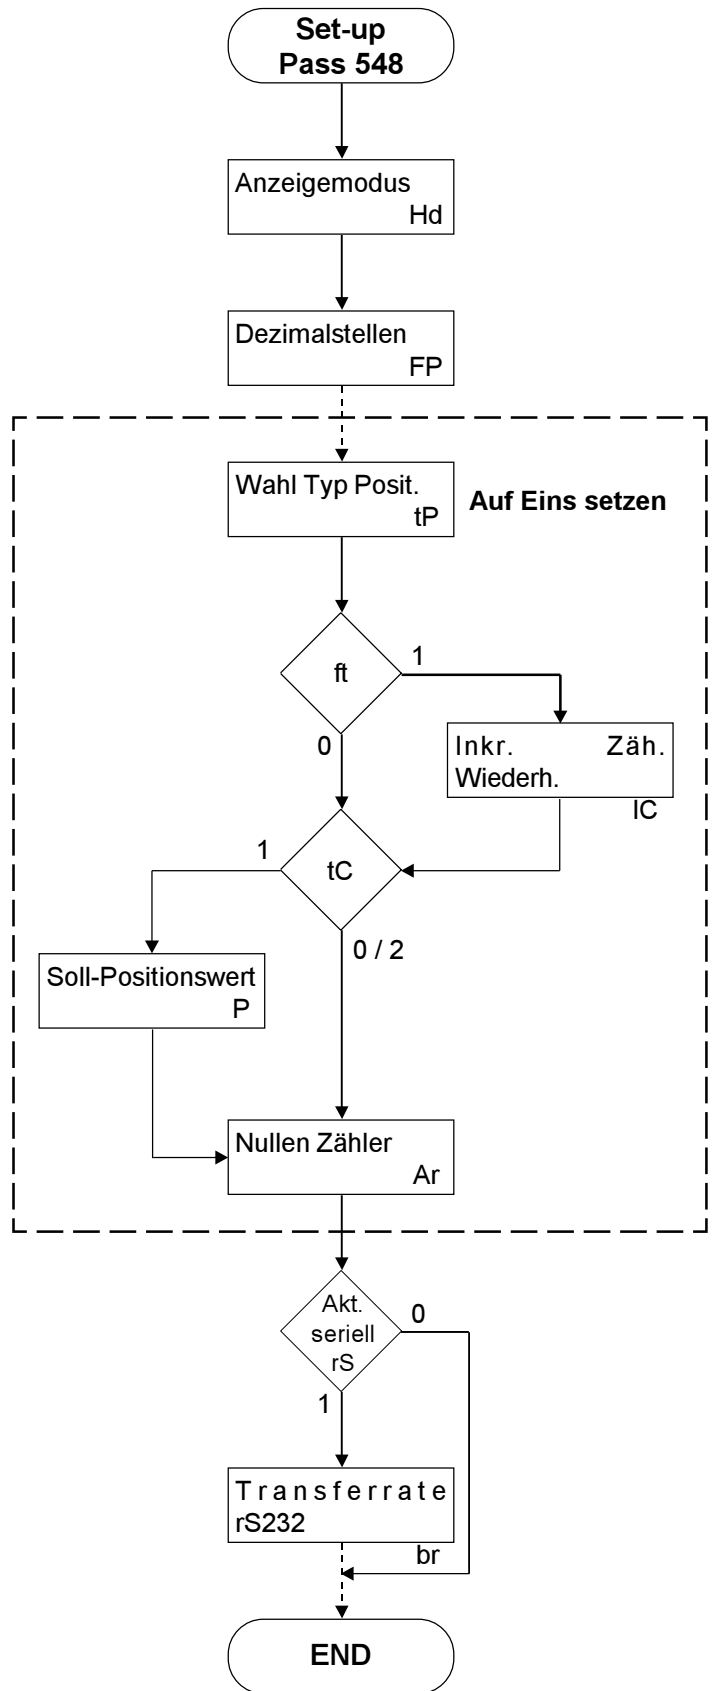 Set-up
Pass 548
Anzeigemodus
Hd
Dezimalstellen
FP
Wahl Typ Posit.
tP
Auf Eins setzen
ft
1
0
Inkr. Zäh.
Wiederh.
IC
1
tC
0 / 2
Soll-Positionswert
P
Nullen Zähler
Ar
Akt.
seriell
rS
0
1
Transferrate
rS232
br
END